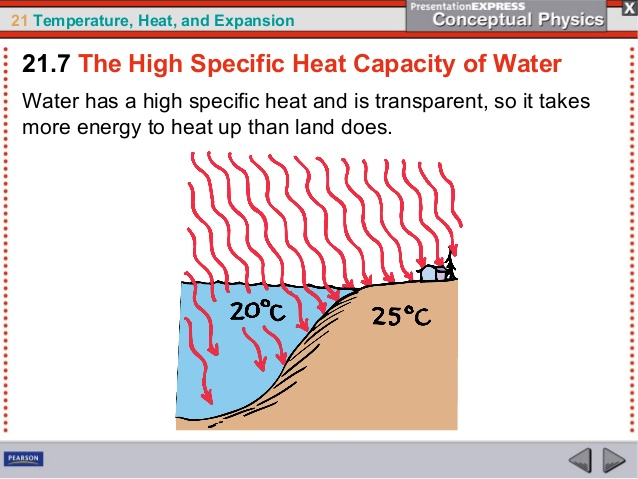 21 Temperature, Heat, and Expansion
PresentationEXPRESS
Conceptual Physics
X
21.7 The High Specific Heat Capacity of Water
Water has a high specific heat and is transparent, so it takes
more energy to heat up than land does.
20°C
25°C
PEARSON